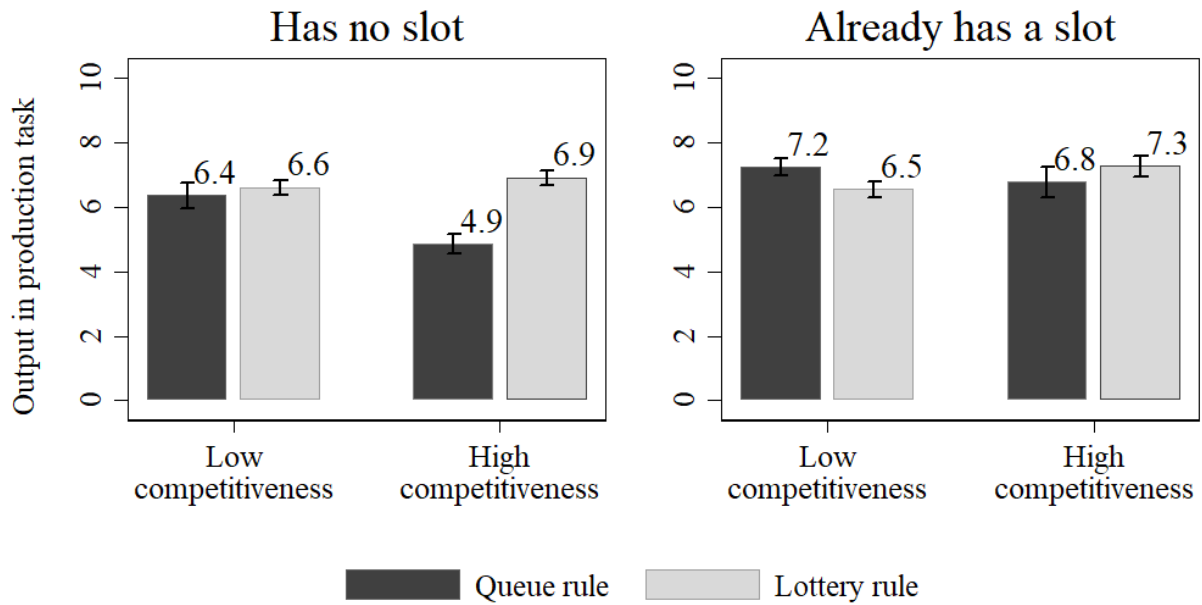 Has no slot
Already has a slot
Output in production task
10
8
6
4
2
0
6.4
6.6
4.9
6.9
Low
competitiveness
High
competitiveness
10
8
6
4
2
0
7.2
6.5
6.8
7.3
Low
competitiveness
High
competitiveness
Queue rule
Lottery rule